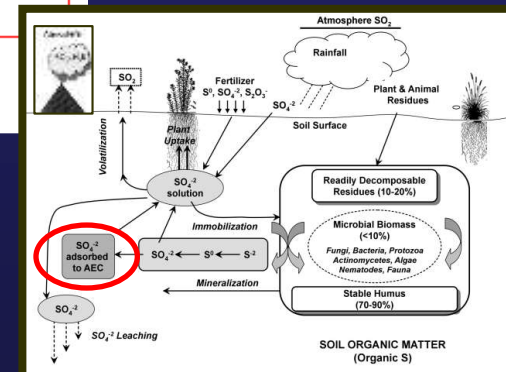 Atmosphere SO₂
Rainfall
SO₂
Fertilizer
S⁰, SO₄⁻², S₂O₃⁻
SO₄⁻²
Plant & Animal
Residues
Soil Surface
Volatilization
Plant
Uptake
SO₄⁻²
solution
Readily Decomposable
Residues (10-20%)
Immobilization
Microbial Biomass
(<10%)
Fungi, Bacteria, Protozoa
Actinomycetes, Algae
Nematodes, Fauna
SO₄⁻²
adsorbed
to AEC
SO₄⁻² S⁰ S⁻²
Mineralization
Stable Humus
(70-90%)
SO₄⁻²
SO₄⁻² Leaching
SOIL ORGANIC MATTER
(Organic S)